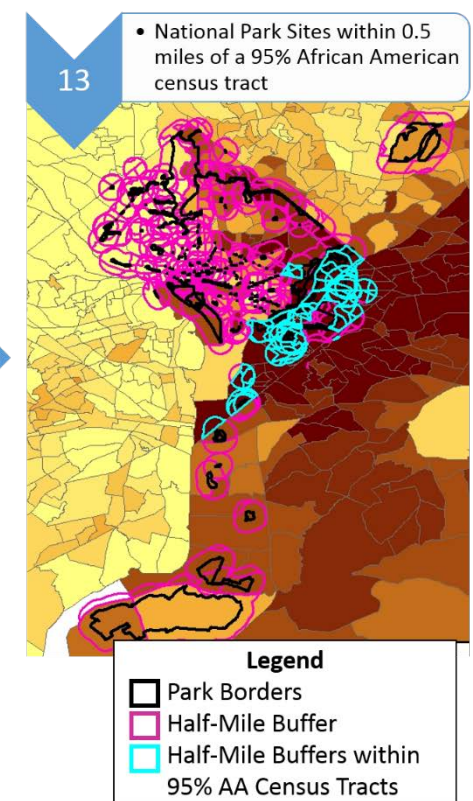 13
• National Park Sites within 0.5
miles of a 95% African American
census tract
Legend
Park Borders
Half-Mile Buffer
Half-Mile Buffers within
95% AA Census Tracts